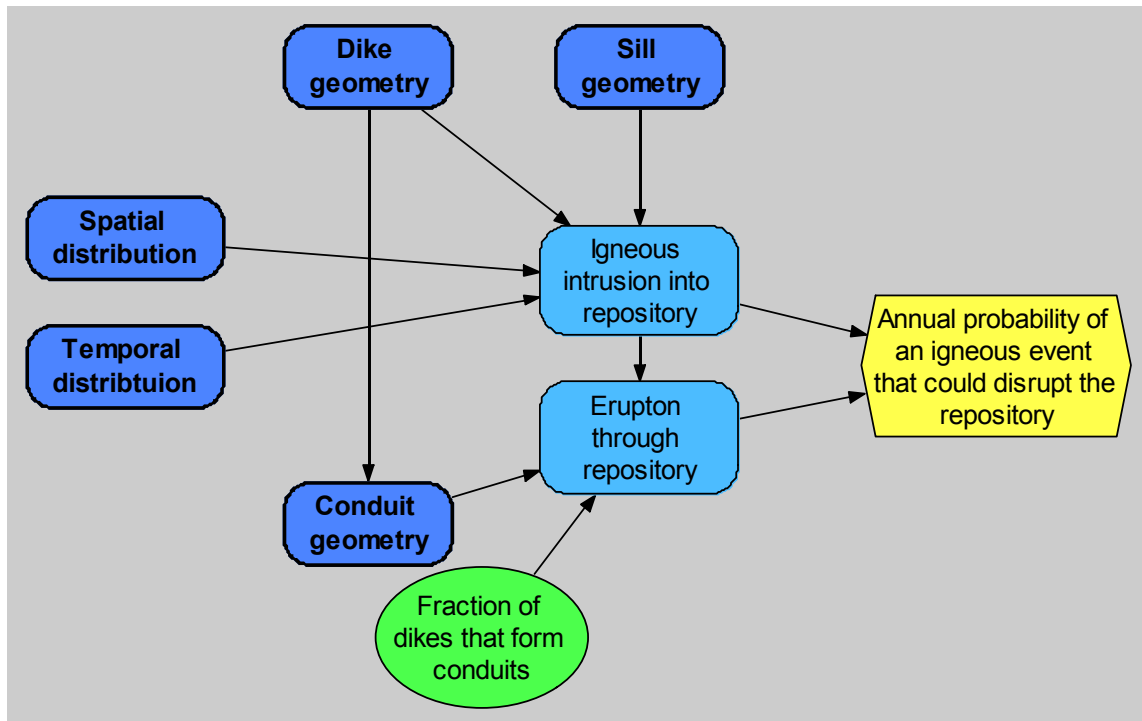 Dike
geometry
Sill
geometry
Spatial
distribution
Igneous
intrusion into
repository
Temporal
distribtuion
Annual probability of
an igneous event
that could disrupt the
repository
Erupton
through
repository
Conduit
geometry
Fraction of
dikes that form
conduits